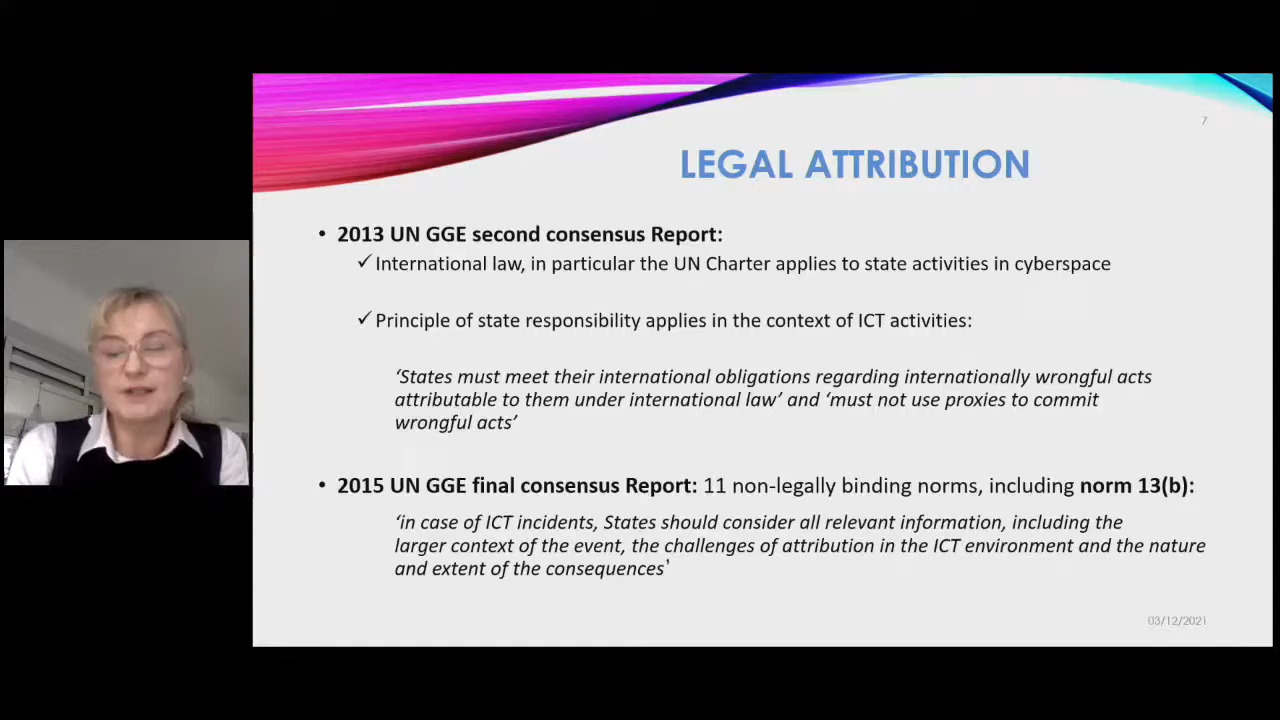 7
LEGAL ATTRIBUTION
• 2013 UN GGE second consensus Report:
✓International law, in particular the UN Charter applies to state activities in cyberspace
✓Principle of state responsibility applies in the context of ICT activities:
‘States must meet their international obligations regarding internationally wrongful acts
attributable to them under international law’ and ‘must not use proxies to commit
wrongful acts’
• 2015 UN GGE final consensus Report: 11 non-legally binding norms, including norm 13(b):
‘in case of ICT incidents, States should consider all relevant information, including the
larger context of the event, the challenges of attribution in the ICT environment and the nature
and extent of the consequences’
03/12/2021